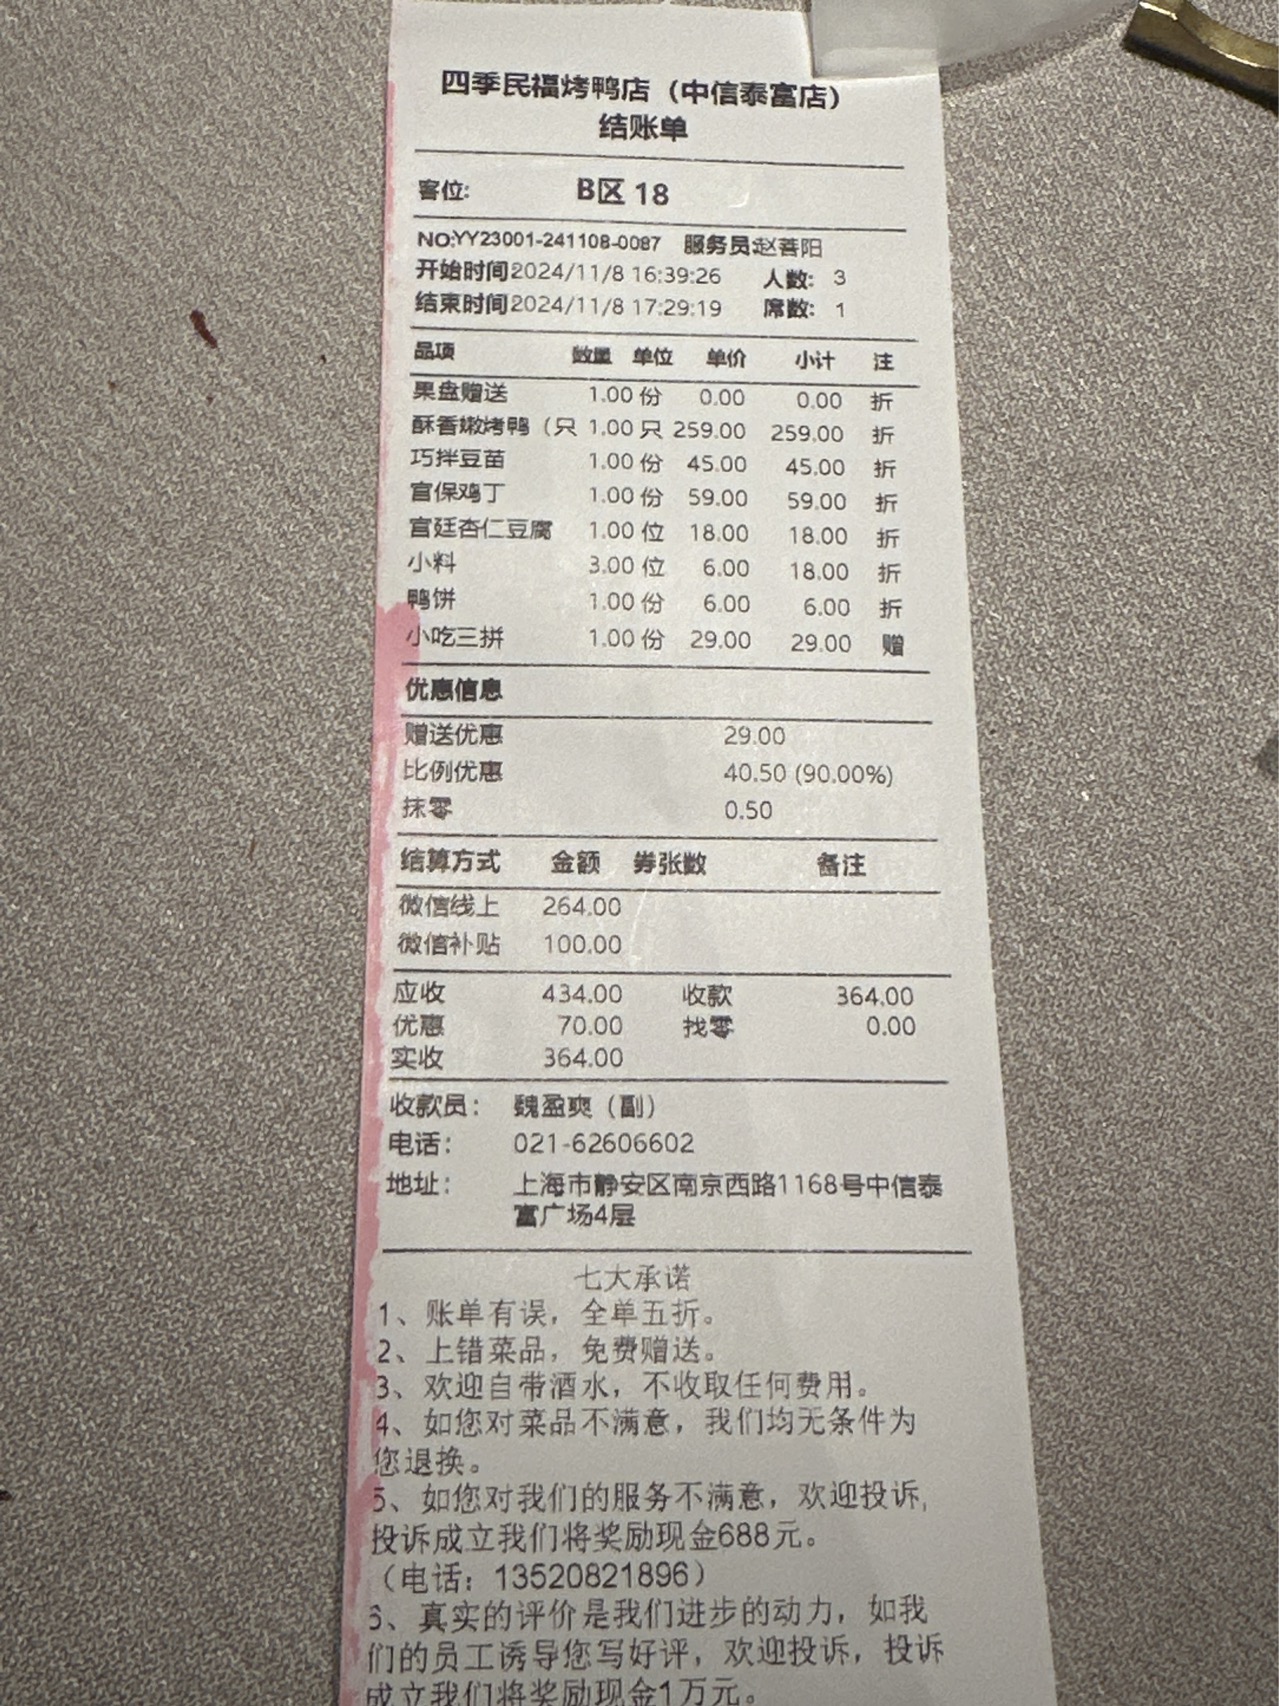 四季民福烤鸭店（中信泰富店）
结账单
客位: B区 18
NO:YY23001-241108-0087 服务员:赵善阳
开始时间2024/11/8 16:39:26 人数: 3
结束时间2024/11/8 17:29:19 席数: 1
品项 数量 单位 单价 小计 注
果盘赠送 1.00 份 0.00 0.00 折
酥香嫩烤鸭（只 1.00 只 259.00 259.00 折
巧拌豆苗 1.00 份 45.00 45.00 折
宫保鸡丁 1.00 份 59.00 59.00 折
宫廷杏仁豆腐 1.00 位 18.00 18.00 折
小料 3.00 位 6.00 18.00 折
鸭饼 1.00 份 6.00 6.00 折
小吃三拼 1.00 份 29.00 29.00 赠
优惠信息
赠送优惠 29.00
比例优惠 40.50 (90.00%)
抹零 0.50
结算方式 金额 券张数 备注
微信线上 264.00
微信补贴 100.00
应收 434.00 收款 364.00
优惠 70.00 找零 0.00
实收 364.00
收款员： 魏盈爽（副）
电话： 021-62606602
地址： 上海市静安区南京西路1168号中信泰
富广场4层
七大承诺
1、账单有误，全单五折。
2、上错菜品，免费赠送。
3、欢迎自带酒水，不收取任何费用。
4、如您对菜品不满意，我们均无条件为
您退换。
5、如您对我们的服务不满意，欢迎投诉,
投诉成立我们将奖励现金688元。
（电话：13520821896）
6、真实的评价是我们进步的动力，如我
们的员工诱导您写好评，欢迎投诉，投诉
成立我们将奖励现金1万元。